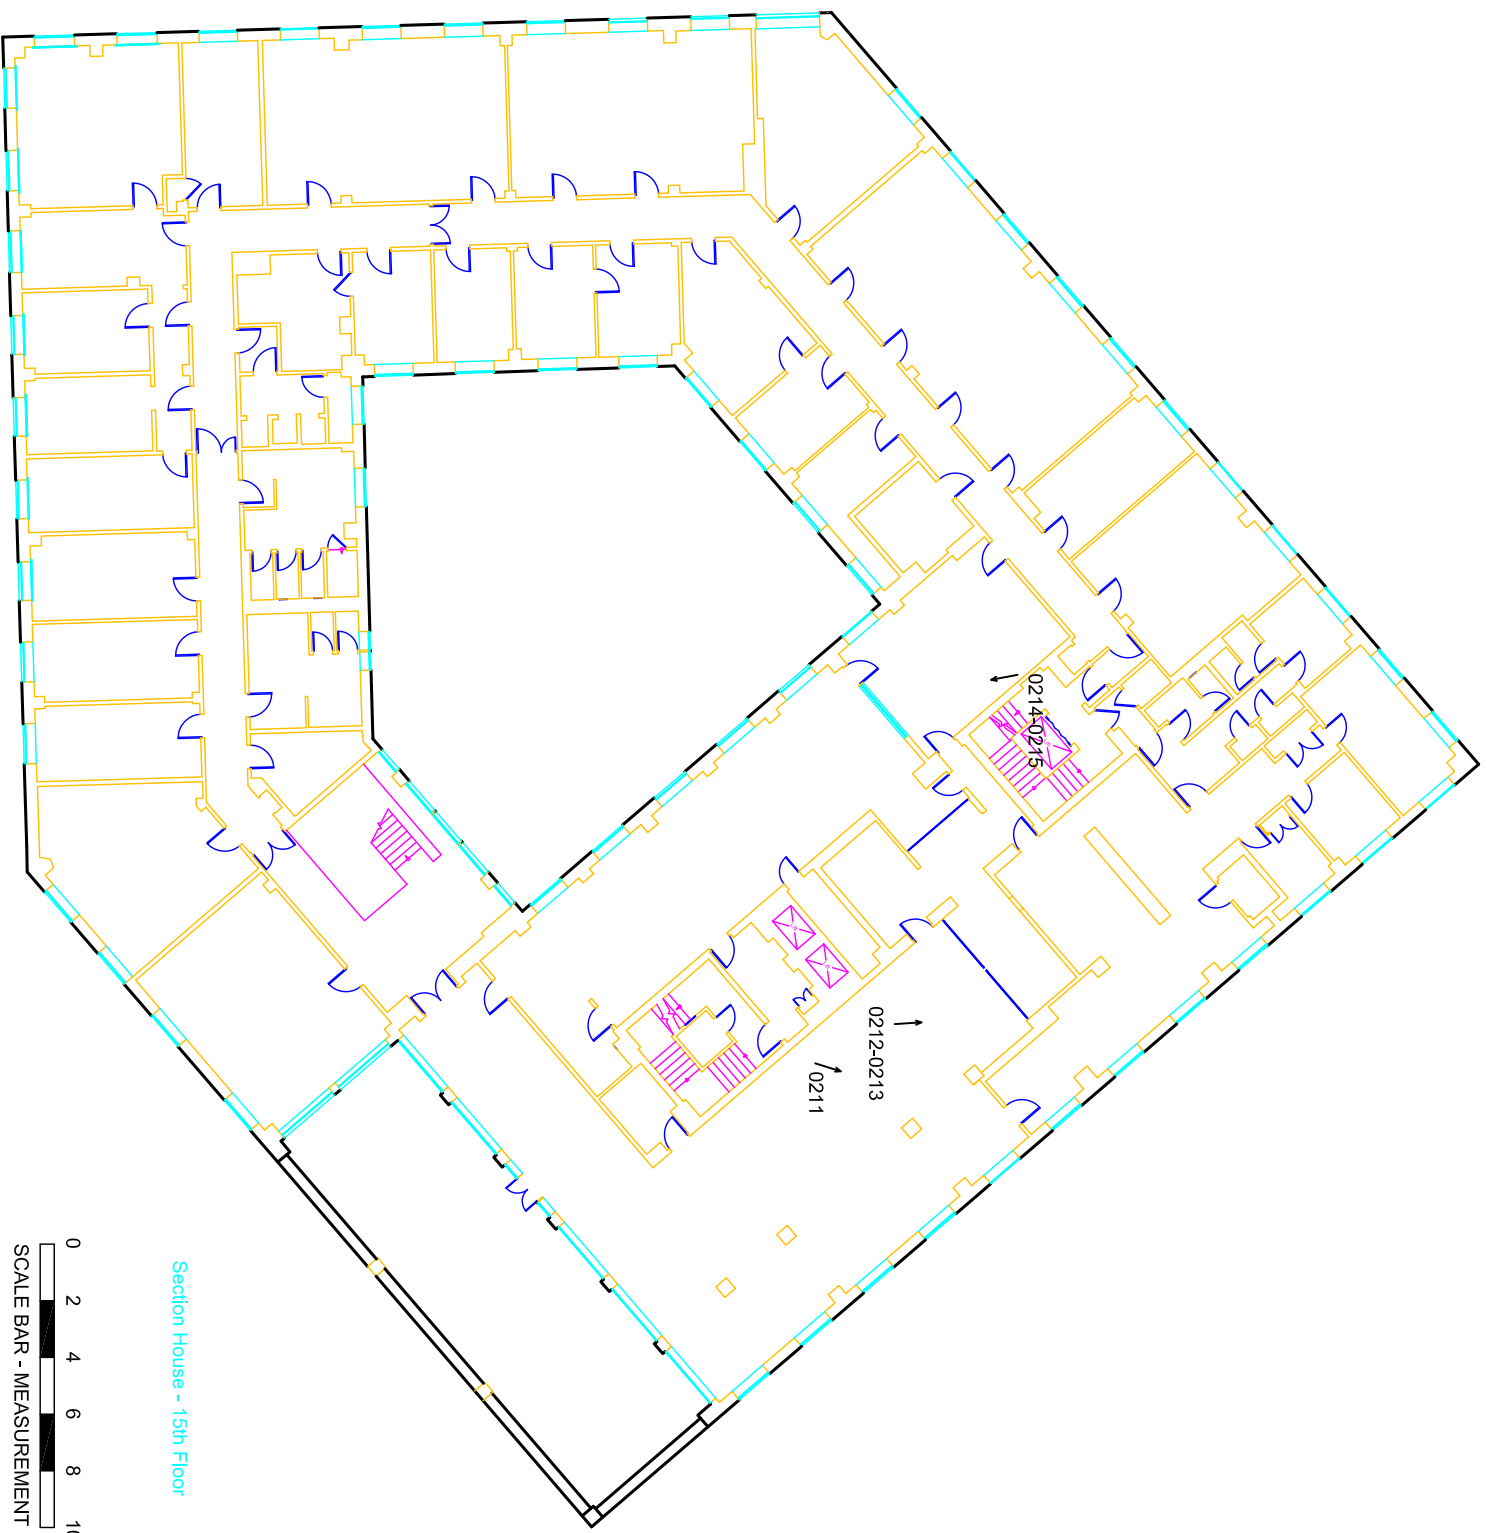 0214-0215
0212-0213
0211
Section House - 15th Floor
0 2 4 6 8
SCALE BAR - MEASUREMENT